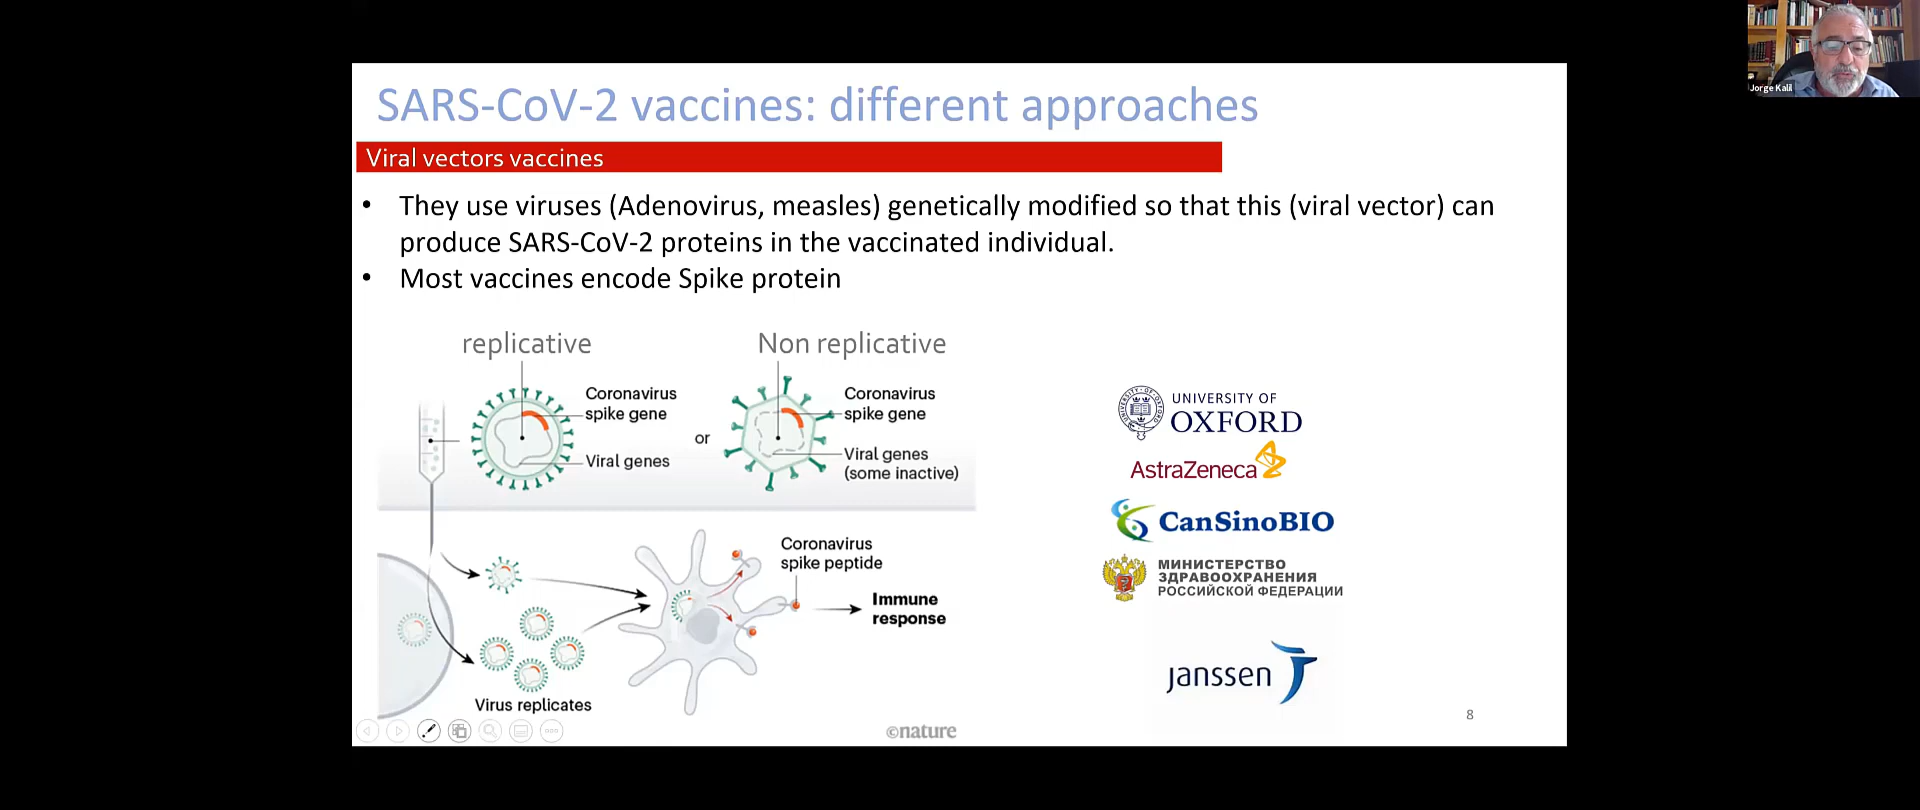 Jorge Kalil
SARS-CoV-2 vaccines: different approaches
Viral vectors vaccines
• They use viruses (Adenovirus, measles) genetically modified so that this (viral vector) can
produce SARS-CoV-2 proteins in the vaccinated individual.
• Most vaccines encode Spike protein
replicative
Coronavirus
spike gene
Viral genes
or
Non replicative
Coronavirus
spike gene
Viral genes
(some inactive)
Coronavirus
spike peptide
Immune
response
Virus replicates
©nature
UNIVERSITY OF
OXFORD
AstraZeneca
CanSinoBIO
МИНИСТЕРСТВО
ЗДРАВООХРАНЕНИЯ
РОССИЙСКОЙ ФЕДЕРАЦИИ
janssen
8